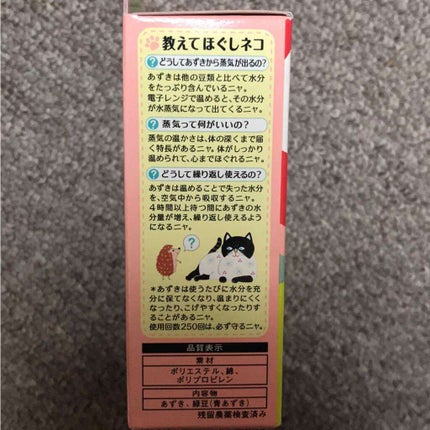 教えてほぐしネコ
?どうしてあずきから蒸気が出るの?
あずきは他の豆類と比べて水分
をたっぷり含んでいるニャ。
電子レンジで温めると、その水分
が水蒸気になって出てくるニャ。
?蒸気って何がいいの?
蒸気の温かさは、体の深くまで届
く特長があるニャ。体がしっかり
温められて、心までほぐれるニャ。
?どうして繰り返し使えるの?
あずきは温めることで失った水分
を、空気中から吸収するニャ。
4時間以上待つ間にあずきの水
分量が増え、繰り返し使えるよう
になるニャ。
?
*あずきは使うたびに水分を充
分に保てなくなり、温まりにくく
なったり、こげやすくなったりす
ることがあるニャ。
使用回数250回は、必ず守るニャ。
品質表示
素材
ポリエステル、綿、
ポリプロピレン
内容物
あずき、緑豆(青あずき)
残留農薬検査済み